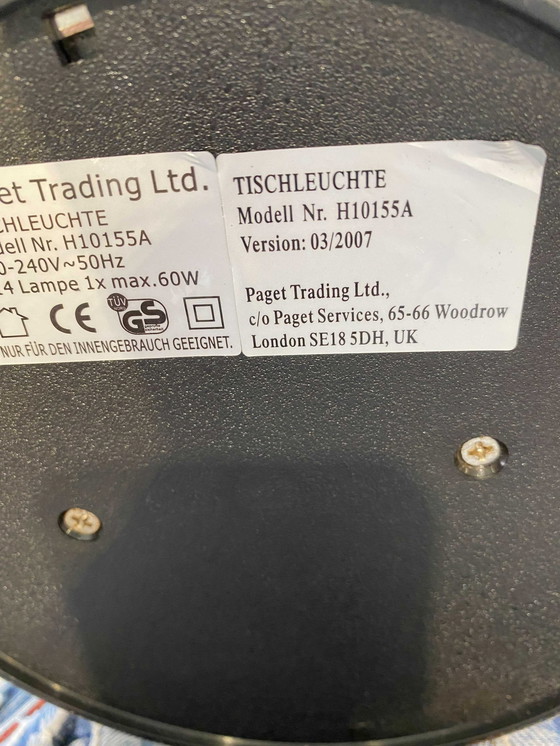 et Trading Ltd.
CHLEUCHTE
dell Nr. H10155A
0-240V~50Hz
14 Lampe 1x max.60W
CE TÜV GS
NUR FÜR DEN INNENGEBRAUCH GEEIGNET.
TISCHLEUCHTE
Modell Nr. H10155A
Version: 03/2007
Paget Trading Ltd.,
c/o Paget Services, 65-66 Woodrow
London SE18 5DH, UK